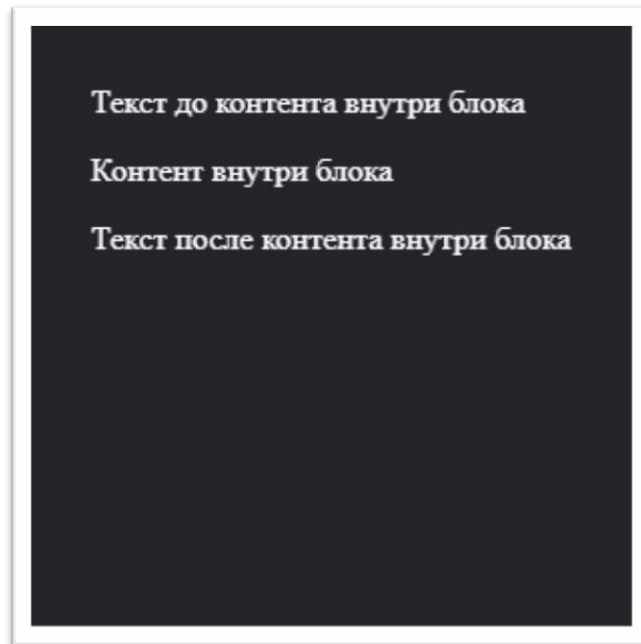 Текст до контента внутри блока
Контент внутри блока
Текст после контента внутри блока